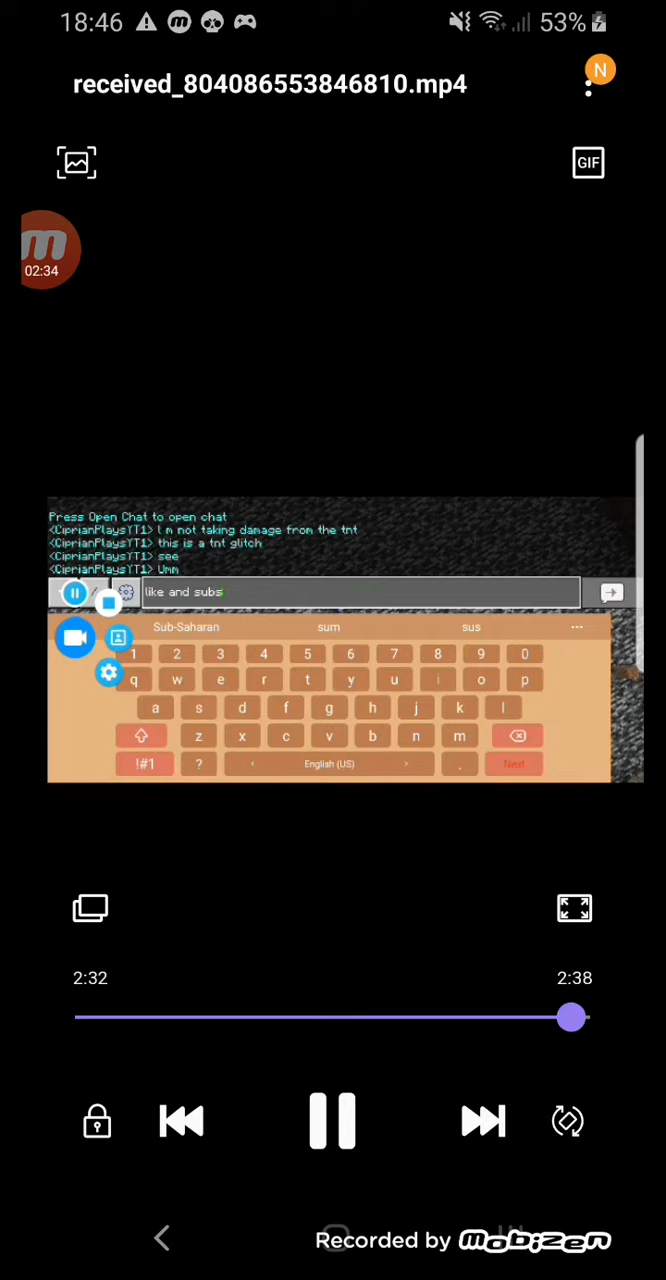 18:46
53%
N
received_804086553846810.mp4
GIF
m
02:34
Press Open Chat to open chat
<CiprianPlaysYT1> I m not taking damage from the tnt
<CiprianPlaysYT1> this is a tnt glitch
<CiprianPlaysYT1> see
<CiprianPlaysYT1> Umm
like and subs
Sub-Saharan sum sus ...
1 2 3 4 5 6 7 8 9 0
q w e r t y u i o p
a s d f g h j k l
z x c v b n m
!#1 ? < English (US) > . Next
2:32 2:38
Recorded by mobizen